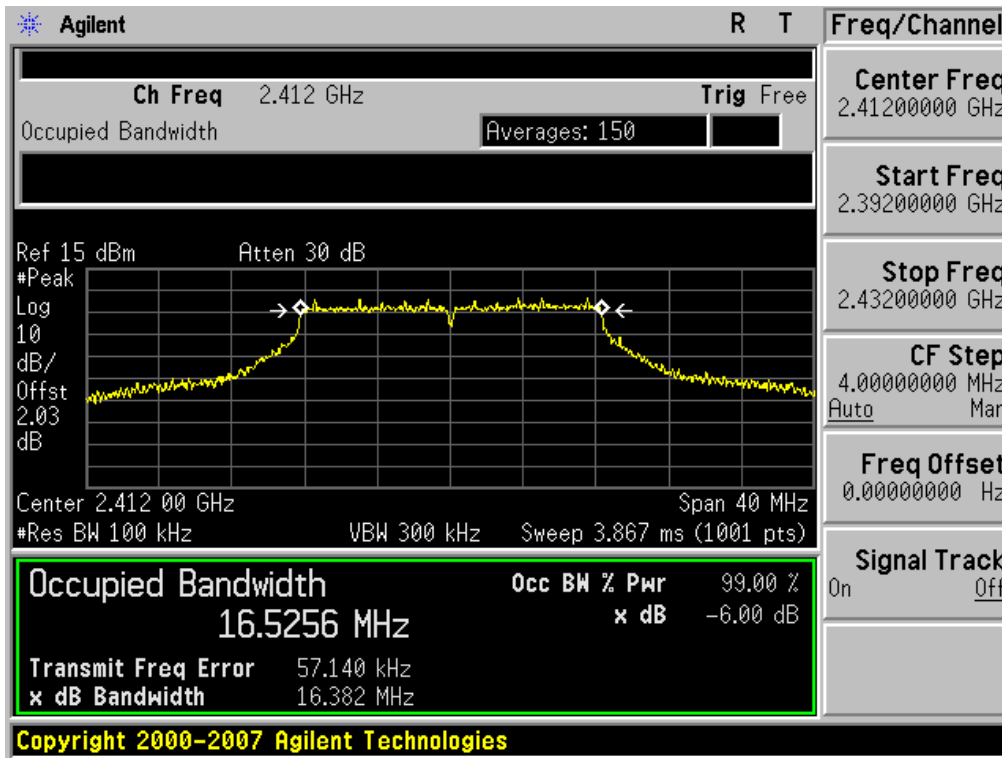 Agilent R T
Ch Freq 2.412 GHz Trig Free
Occupied Bandwidth Averages: 150
Ref 15 dBm Atten 30 dB
#Peak
Log
10
dB/
Offst
2.03
dB
Center 2.412 00 GHz Span 40 MHz
#Res BW 100 kHz VBW 300 kHz Sweep 3.867 ms (1001 pts)
Occupied Bandwidth Occ BW % Pwr 99.00 %
16.5256 MHz x dB -6.00 dB
Transmit Freq Error 57.140 kHz
x dB Bandwidth 16.382 MHz
Copyright 2000-2007 Agilent Technologies
Freq/Channel
Center Freq
2.41200000 GHz
Start Freq
2.39200000 GHz
Stop Freq
2.43200000 GHz
CF Step
4.00000000 MHz
Auto Man
Freq Offset
0.00000000 Hz
Signal Track
On Off